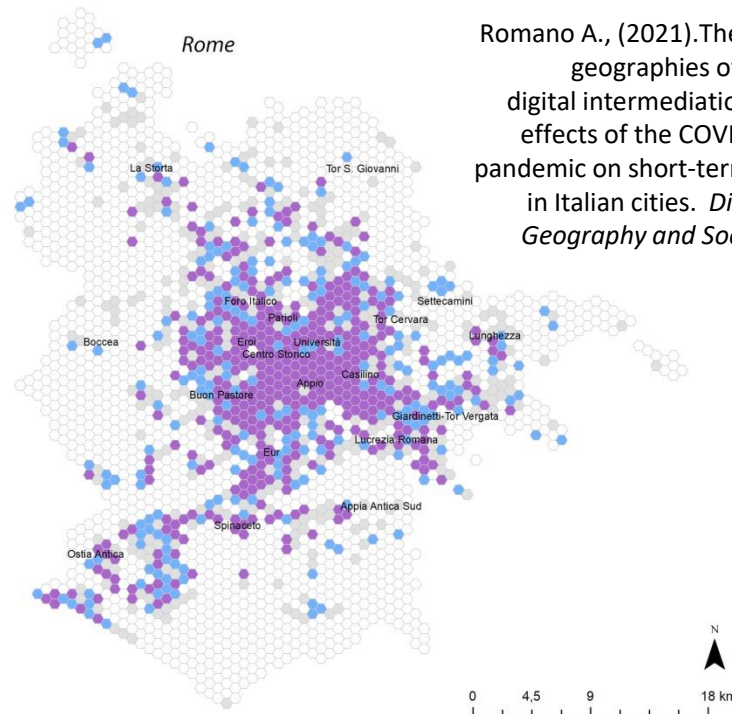 Rome
Romano A., (2021).The
geographies of
digital intermediatio
effects of the COVI
pandemic on short-term
in Italian cities. Di
Geography and Soc
La Storta
Tor S. Giovanni
Foro Italico
Settecamini
Parioli
Tor Cervara
Boccea
Eroi
Università
Lunghezza
Centro Storico
Casilino
Appio
Buon Pastore
Giardinetti-Tor Vergata
Lucrezia Romana
Eur
Appia Antica Sud
Spinaceto
Ostia Antica
N
0 4,5 9 18 km